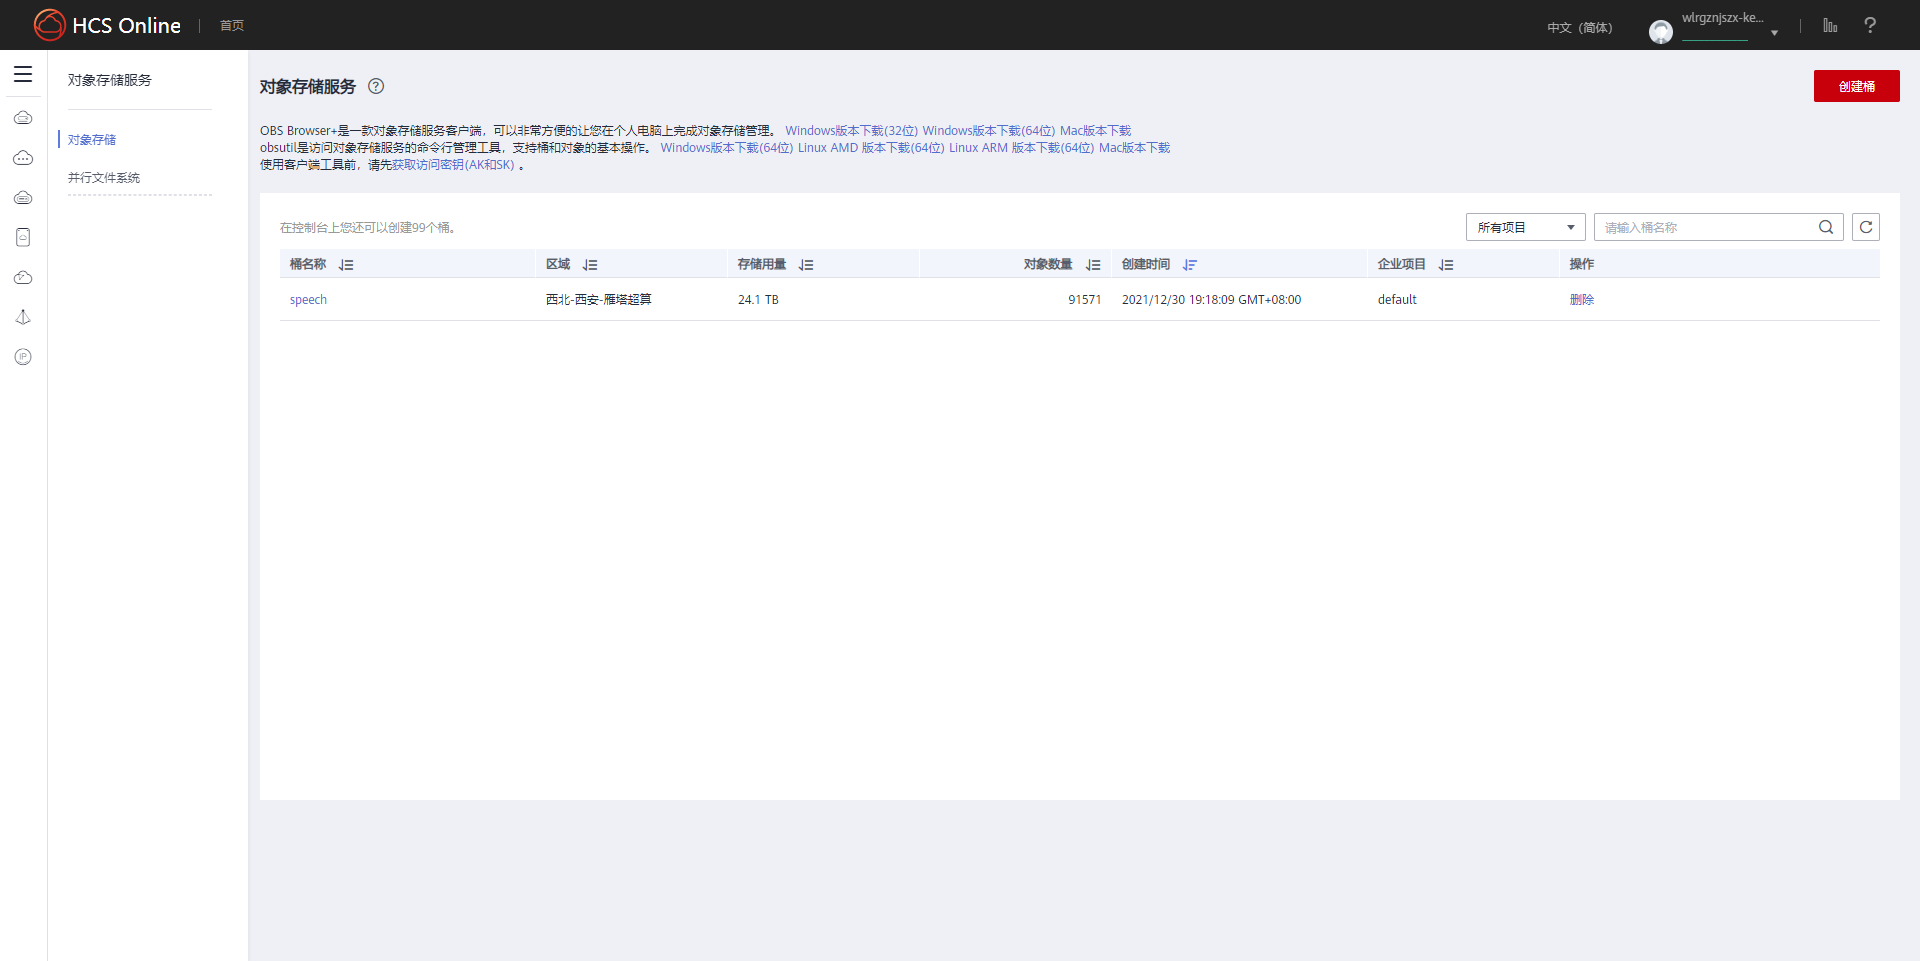 HCS Online
首页
中文（简体）
wlrgznjszx-ke...
对象存储服务
对象存储
并行文件系统
IP
对象存储服务
创建桶
OBS Browser+是一款对象存储服务客户端，可以非常方便的让您在个人电脑上完成对象存储管理。 Windows版本下载(32位) Windows版本下载(64位) Mac版本下载
obsutil是访问对象存储服务的命令行管理工具，支持桶和对象的基本操作。 Windows版本下载(64位) Linux AMD 版本下载(64位) Linux ARM 版本下载(64位) Mac版本下载
使用客户端工具前，请先获取访问密钥(AK和SK) 。
在控制台上您还可以创建99个桶。
所有项目
请输入桶名称
桶名称 区域 存储用量 对象数量 创建时间 企业项目 操作
speech 西北-西安-雁塔超算 24.1 TB 91571 2021/12/30 19:18:09 GMT+08:00 default 删除